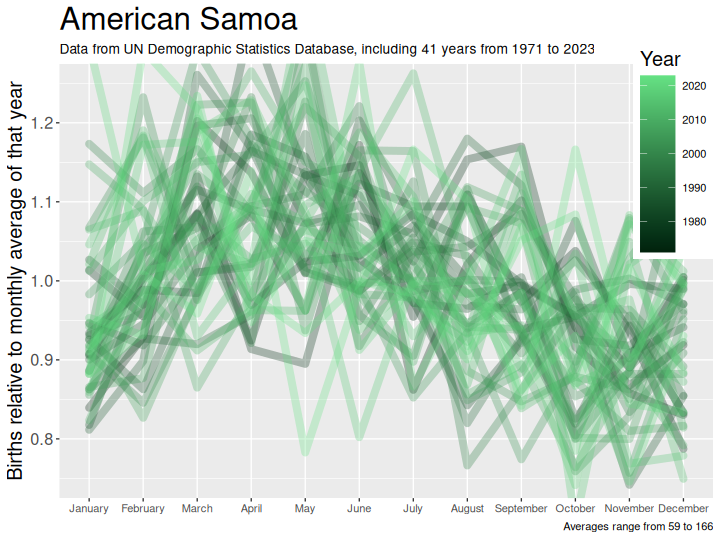 American Samoa
Data from UN Demographic Statistics Database, including 41 years from 1971 to 2023
Births relative to monthly average of that year
1.2
1.1
1.0
0.9
0.8
Year
2020
2010
2000
1990
1980
January February March April May June July August September October November December
Averages range from 59 to 166